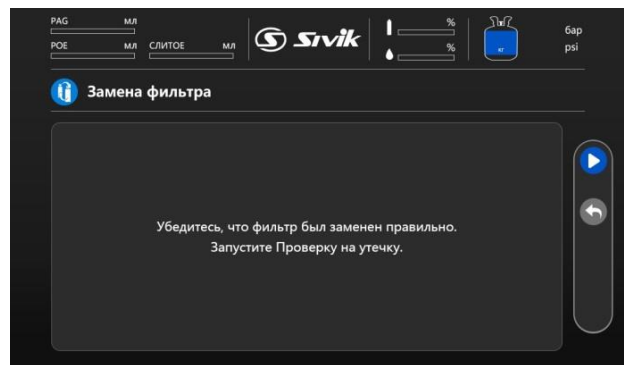 PAG мл
POE мл СЛИТОЕ мл
Sivik
%
%
кг
бар
psi
Замена фильтра
Убедитесь, что фильтр был заменен правильно.
Запустите Проверку на утечку.